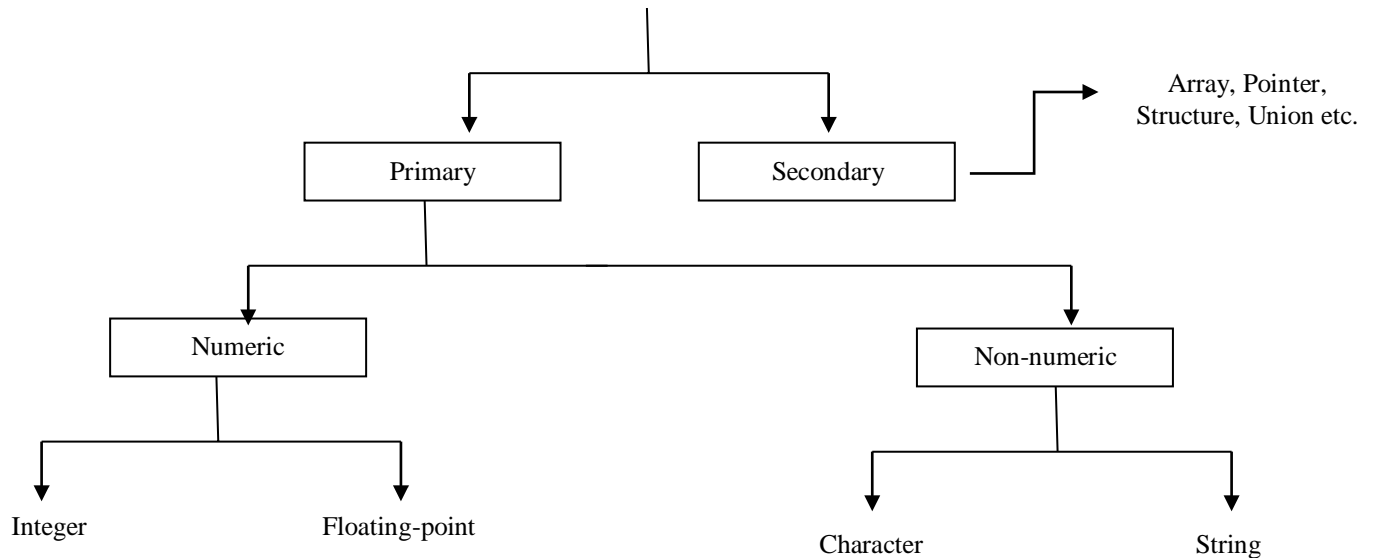 Array, Pointer,
Structure, Union etc.
Primary
Secondary
Numeric
Non-numeric
Integer
Floating-point
Character
String